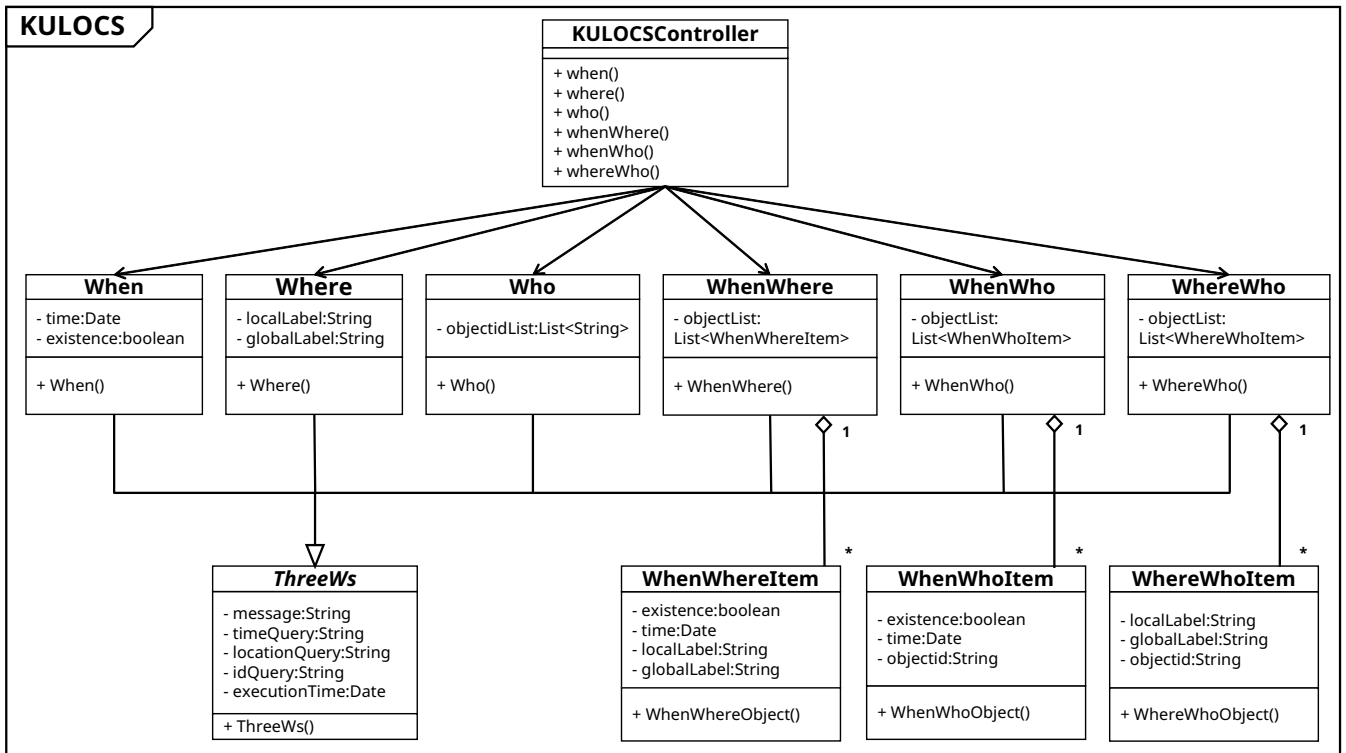 KULOCS
KULOCSController
+ when()
+ where()
+ who()
+ whenWhere()
+ whenWho()
+ whereWho()
When
- time:Date
- existence:boolean
+ When()
Where
- localLabel:String
- globalLabel:String
+ Where()
Who
- objectidList:List<String>
+ Who()
WhenWhere
- objectList:
List<WhenWhereItem>
+ WhenWhere()
WhenWho
- objectList:
List<WhenWhoItem>
+ WhenWho()
WhereWho
- objectList:
List<WhereWhoItem>
+ WhereWho()
1
1
1
*
*
*
ThreeWs
- message:String
- timeQuery:String
- locationQuery:String
- idQuery:String
- executionTime:Date
+ ThreeWs()
WhenWhereItem
- existence:boolean
- time:Date
- localLabel:String
- globalLabel:String
+ WhenWhereObject()
WhenWhoItem
- existence:boolean
- time:Date
- objectid:String
+ WhenWhoObject()
WhereWhoItem
- localLabel:String
- globalLabel:String
- objectid:String
+ WhereWhoObject()